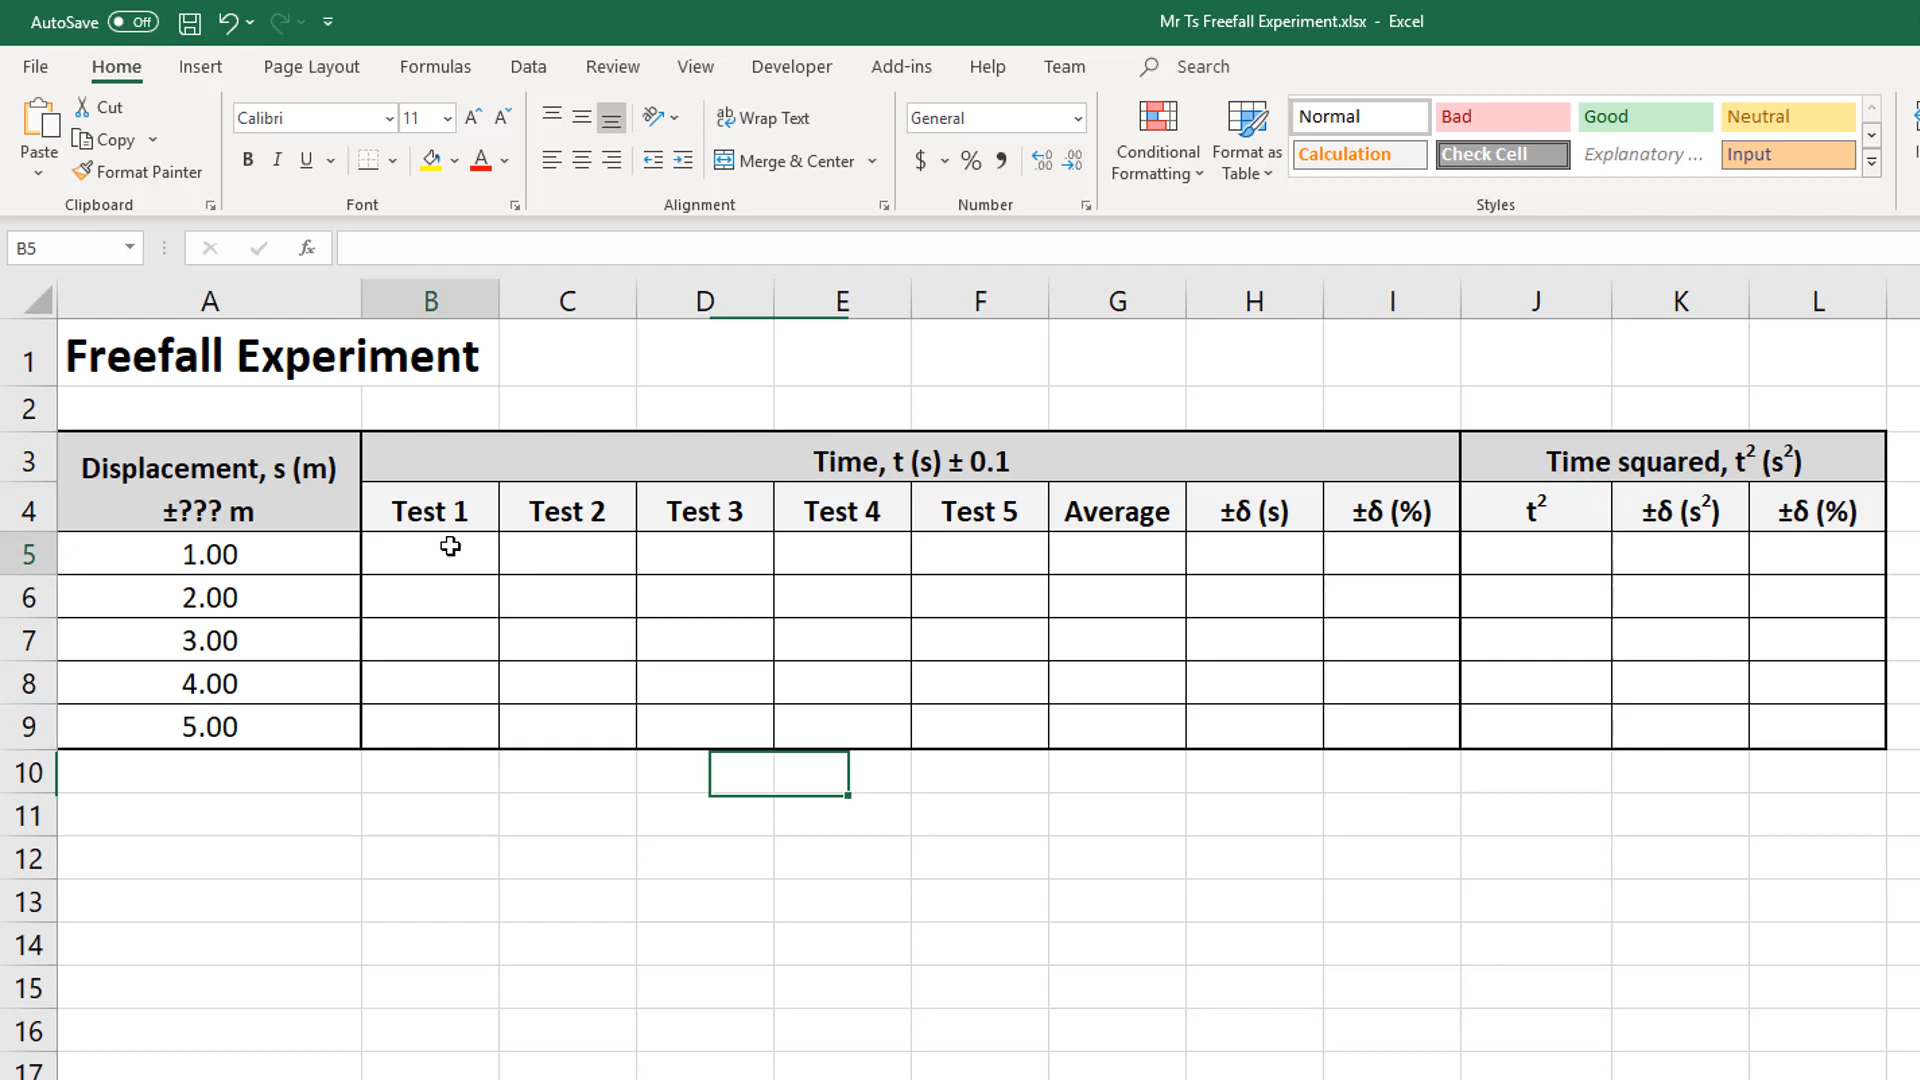 AutoSave Off Mr Ts Freefall Experiment.xlsx - Excel
File Home Insert Page Layout Formulas Data Review View Developer Add-ins Help Team Search
Paste
Cut
Copy
Format Painter
Calibri 11
B I U
Wrap Text
Merge & Center
General
$ % ,
Conditional Formatting
Format as Table
Normal Bad Good Neutral
Calculation Check Cell Explanatory ... Input
Clipboard Font Alignment Number Styles
B5 fx
A B C D E F G H I J K L
1 Freefall Experiment
2
3 Displacement, s (m) Time, t (s) ± 0.1 Time squared, t² (s²)
4 ±??? m Test 1 Test 2 Test 3 Test 4 Test 5 Average ±δ (s) ±δ (%) t² ±δ (s²) ±δ (%)
5 1.00
6 2.00
7 3.00
8 4.00
9 5.00
10
11
12
13
14
15
16
17